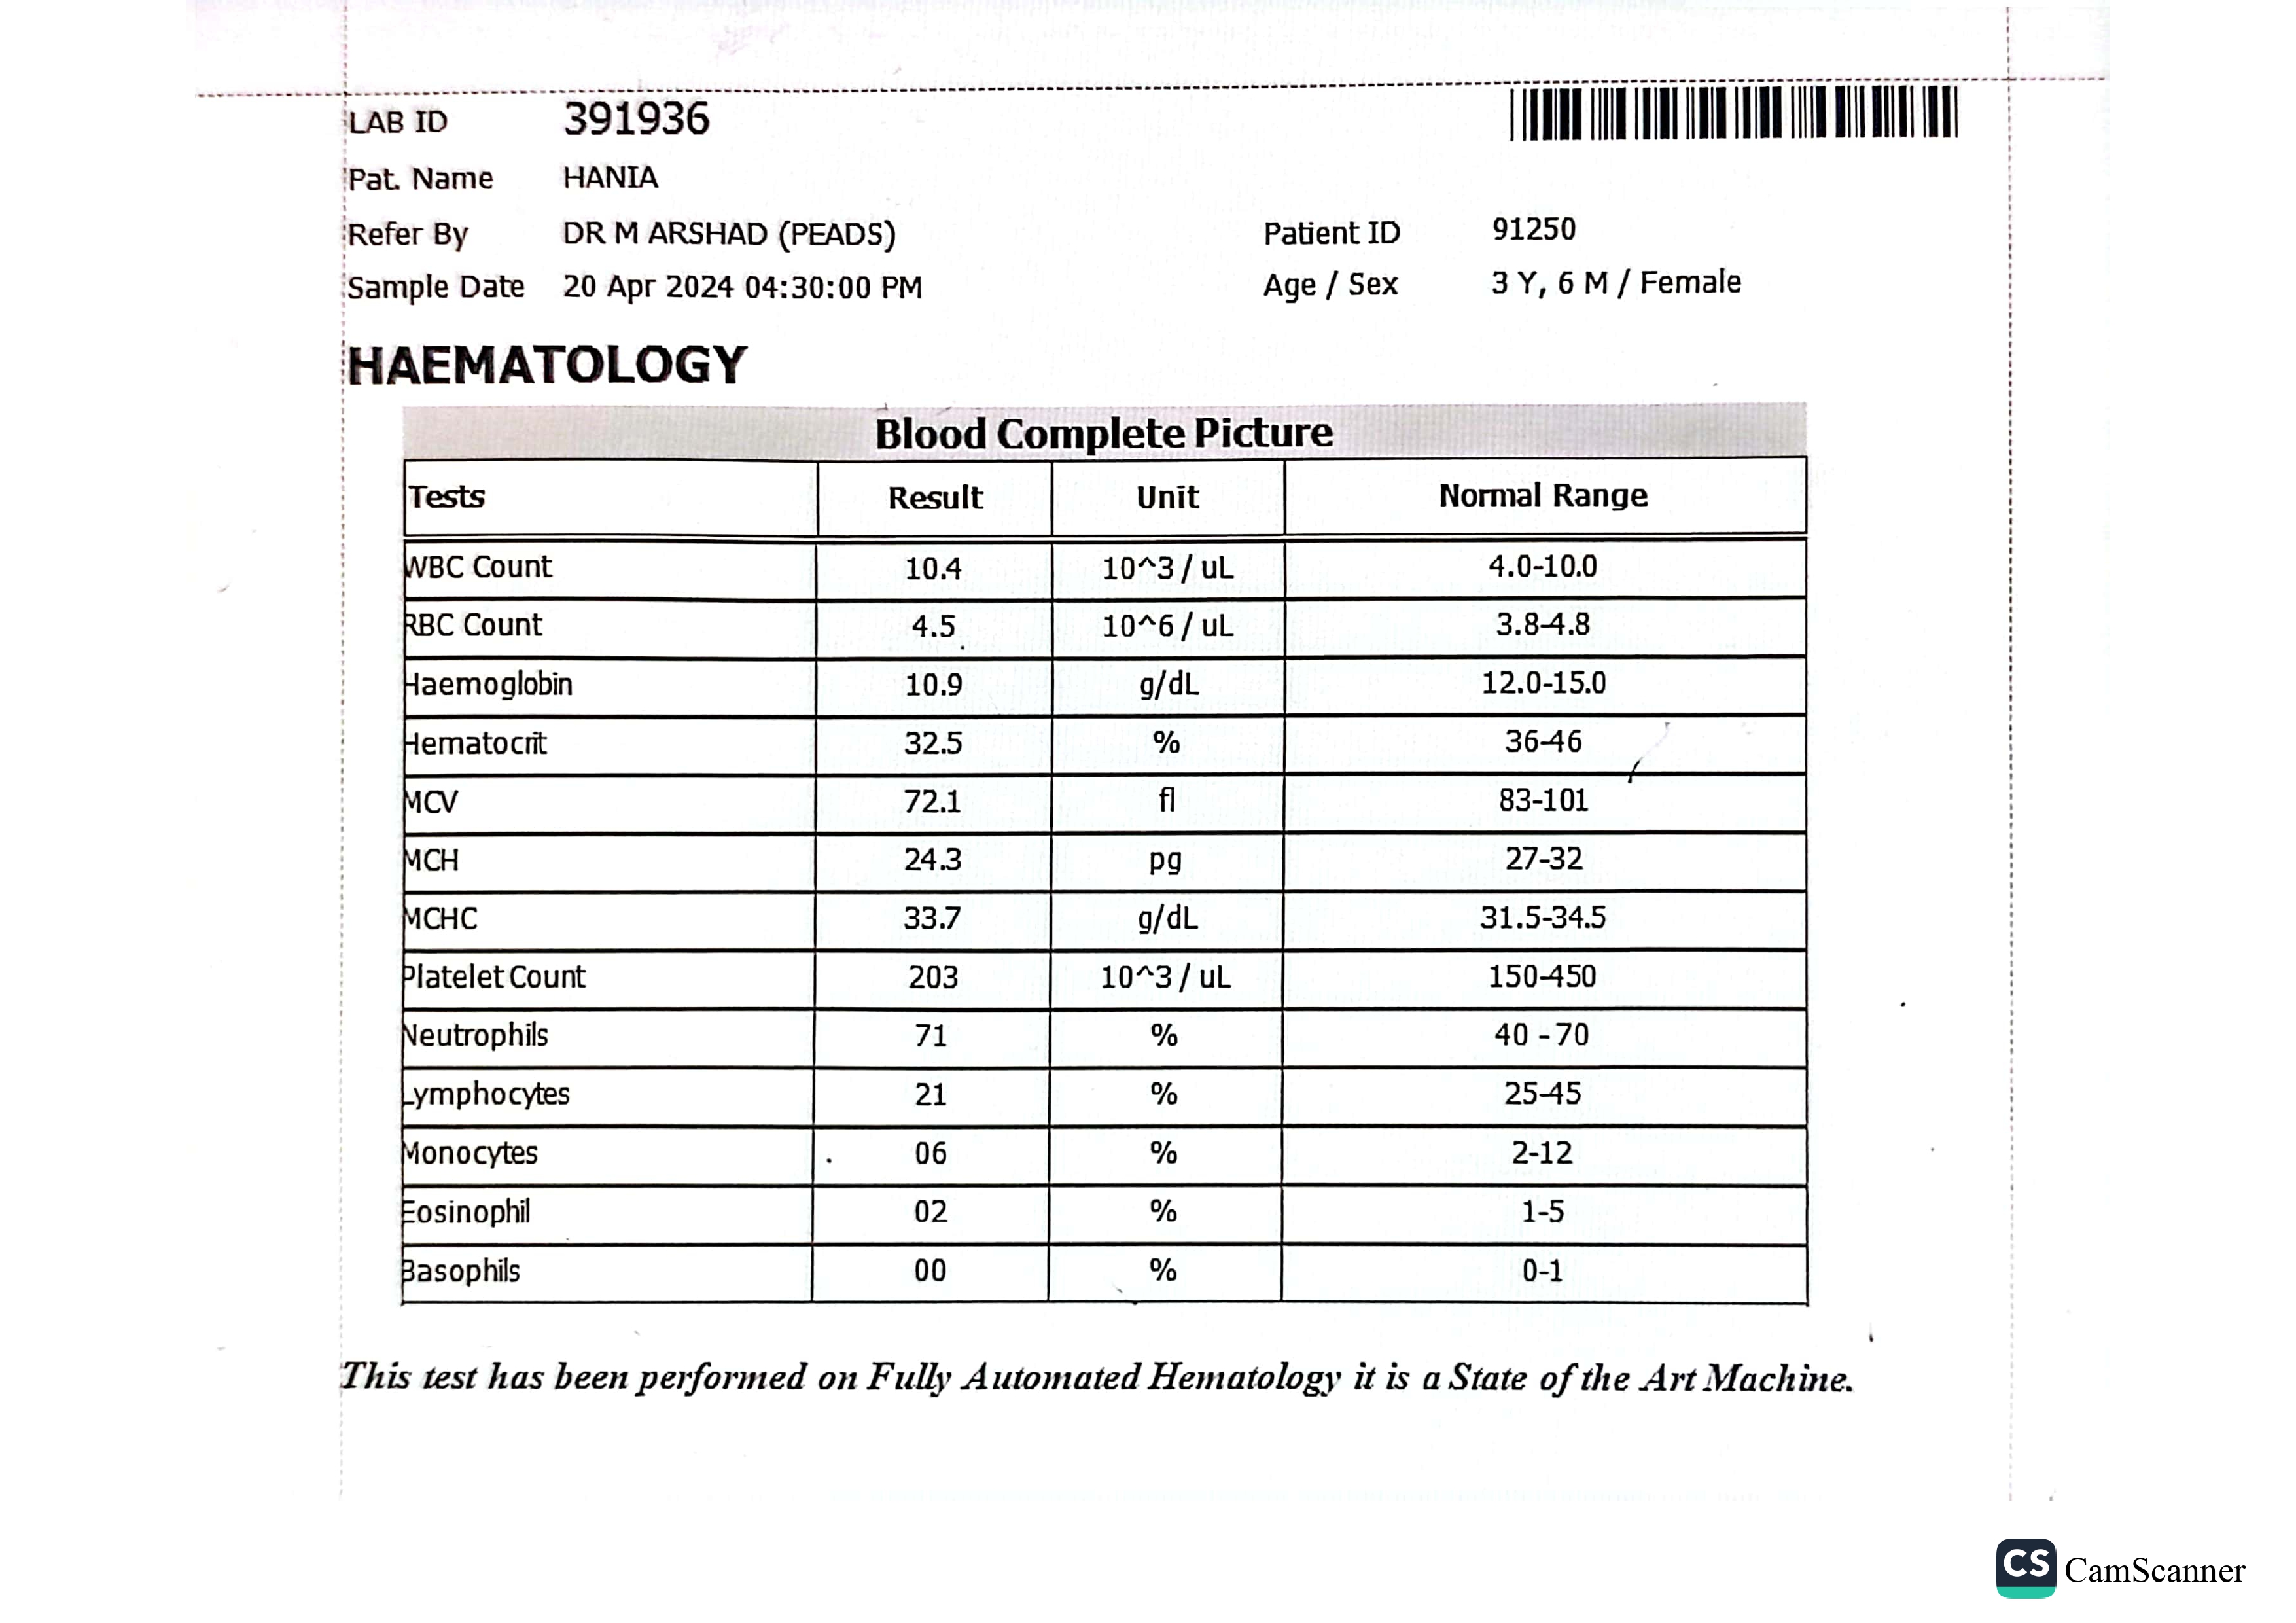 LAB ID 391936
Pat. Name HANIA
Refer By DR M ARSHAD (PEADS) Patient ID 91250
Sample Date 20 Apr 2024 04:30:00 PM Age / Sex 3 Y, 6 M / Female
HAEMATOLOGY
Blood Complete Picture
Tests Result Unit Normal Range
WBC Count 10.4 10^3 / uL 4.0-10.0
RBC Count 4.5 10^6 / uL 3.8-4.8
Haemoglobin 10.9 g/dL 12.0-15.0
Hematocrit 32.5 % 36-46
MCV 72.1 fl 83-101
MCH 24.3 pg 27-32
MCHC 33.7 g/dL 31.5-34.5
Platelet Count 203 10^3 / uL 150-450
Neutrophils 71 % 40 - 70
Lymphocytes 21 % 25-45
Monocytes 06 % 2-12
Eosinophil 02 % 1-5
Basophils 00 % 0-1
This test has been performed on Fully Automated Hematology it is a State of the Art Machine.
CS CamScanner